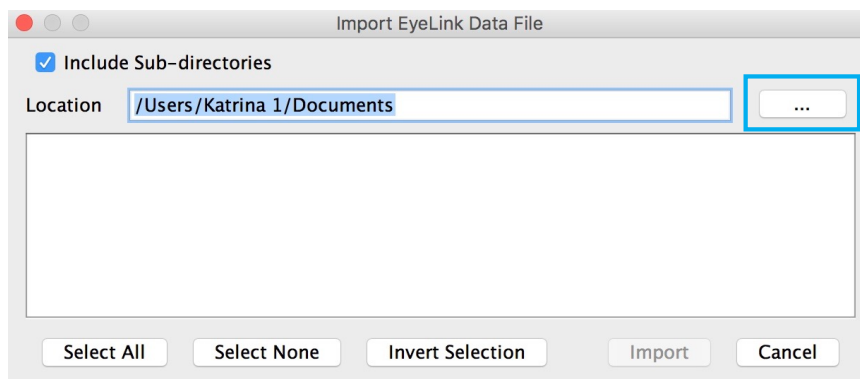 Import EyeLink Data File
Include Sub-directories
Location /Users/Katrina 1/Documents ...
Select All Select None Invert Selection Import Cancel